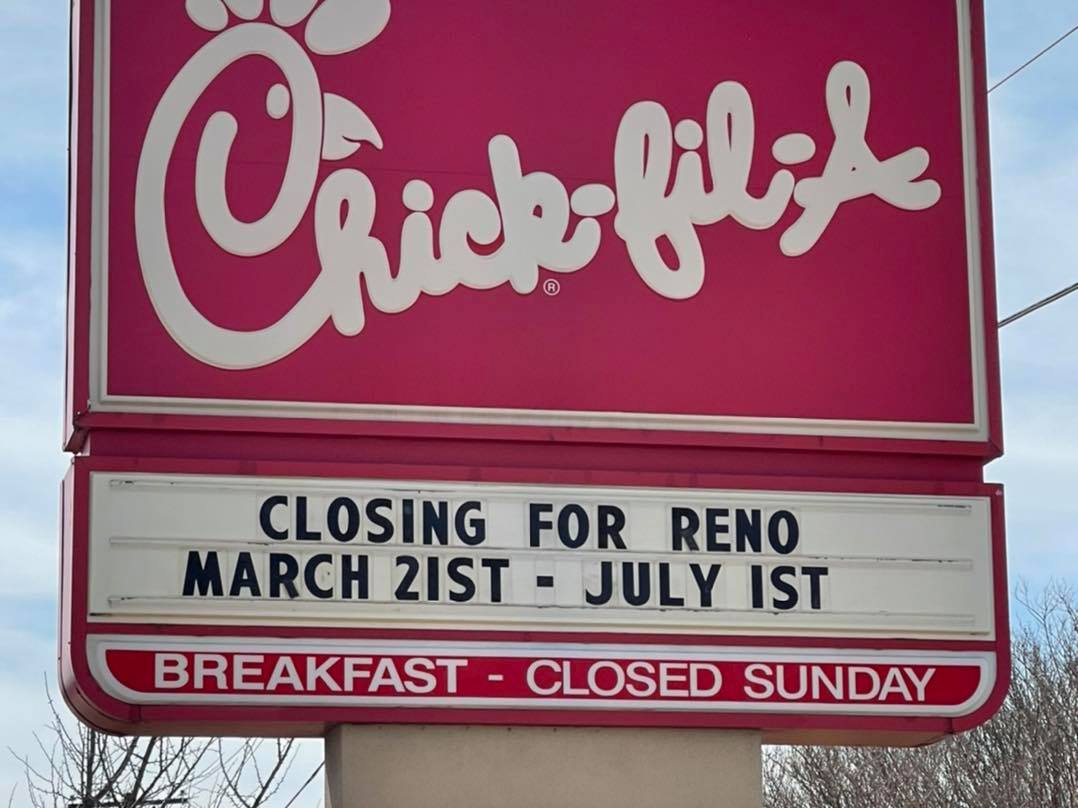 Chick-fil-A®
CLOSING FOR RENO
MARCH 21ST - JULY 1ST
BREAKFAST - CLOSED SUNDAY